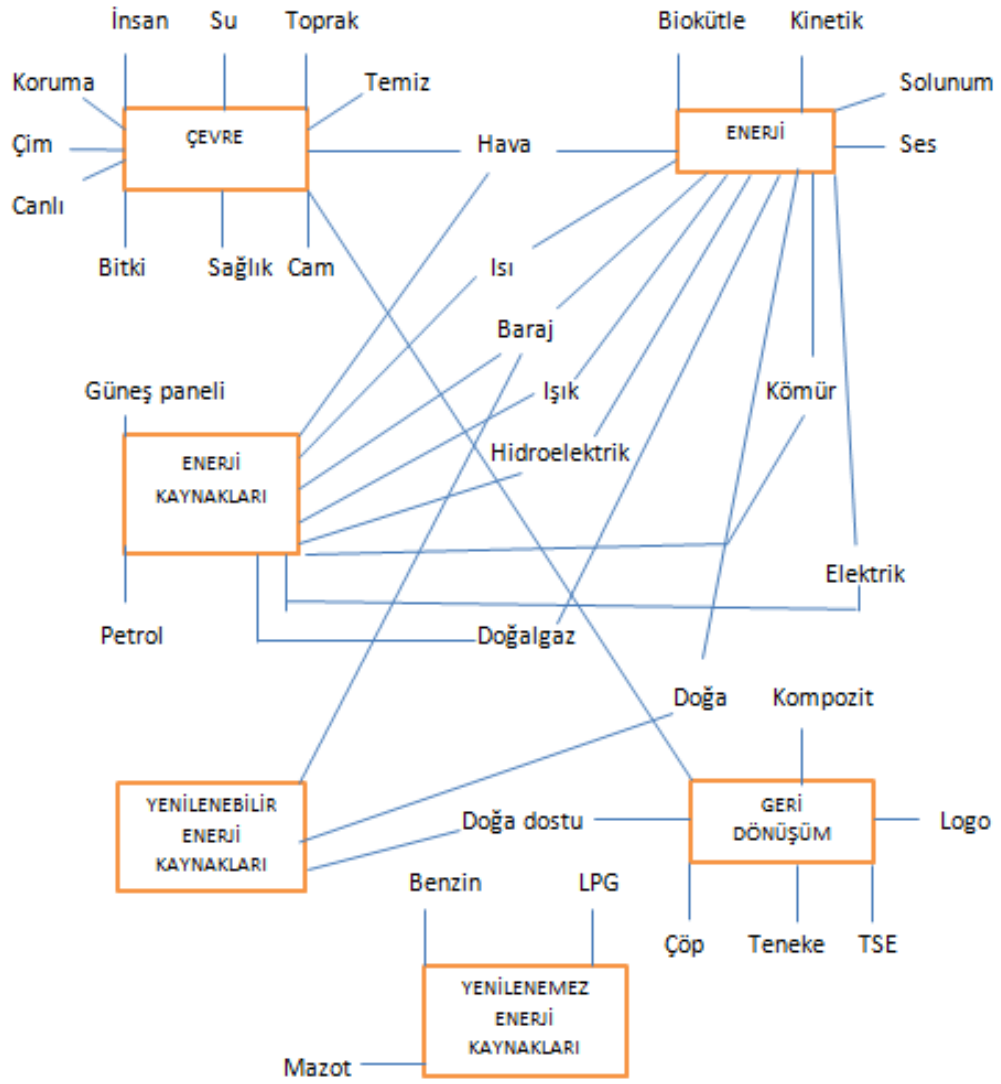 İnsan Su Toprak Biokütle Kinetik
Koruma Temiz Solunum
ÇEVRE ENERJİ
Çim Hava Ses
Canlı
Bitki Sağlık Cam Isı
Baraj
Güneş paneli Işık Kömür
Hidroelektrik
ENERJİ
KAYNAKLARI
Elektrik
Petrol Doğalgaz
Doğa Kompozit
YENİLENEBİLİR
ENERJİ
KAYNAKLARI
Doğa dostu
GERİ
DÖNÜŞÜM
Logo
Benzin LPG
Çöp Teneke TSE
YENİLENEMEZ
ENERJİ
KAYNAKLARI
Mazot